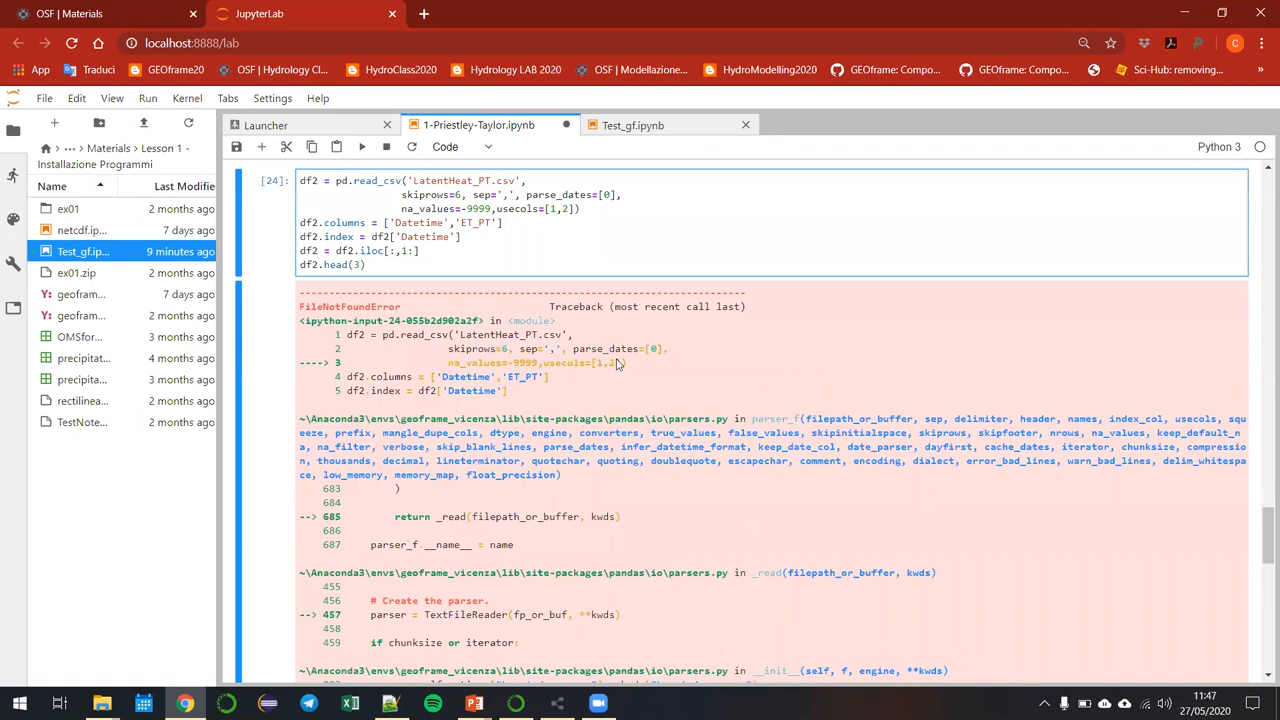 OSF | Materials
JupyterLab
localhost:8888/lab
App
Traduci
GEOframe20
OSF | Hydrology Cl...
HydroClass2020
Hydrology LAB 2020
OSF | Modellazione...
HydroModelling2020
GEOframe: Compo...
GEOframe: Compo...
Sci-Hub: removing...
C
File
Edit
View
Run
Kernel
Tabs
Settings
Help
Launcher
1-Priestley-Taylor.ipynb
Test_gf.ipynb
Code
Python 3
... Materials / Lesson 1 -
Installazione Programmi
Name
Last Modified
ex01 2 months ago
netcdf.ip... 7 days ago
Test_gf.ip... 9 minutes ago
ex01.zip 2 months ago
geofram... 7 days ago
geofram... 2 months ago
OMSfor... 2 months ago
precipitat... 2 months ago
precipita... 2 months ago
rectilinea... 2 months ago
TestNote... 2 months ago
[24]: df2 = pd.read_csv('LatentHeat_PT.csv',
skiprows=6, sep=',', parse_dates=[0],
na_values=-9999,usecols=[1,2])
df2.columns = ['Datetime','ET_PT']
df2.index = df2['Datetime']
df2 = df2.iloc[:,1:]
df2.head(3)
---------------------------------------------------------------------------
FileNotFoundError Traceback (most recent call last)
<ipython-input-24-055b2d902a2f> in <module>
1 df2 = pd.read_csv('LatentHeat_PT.csv',
2 skiprows=6, sep=',', parse_dates=[0],
----> 3 na_values=-9999,usecols=[1,2])
4 df2.columns = ['Datetime','ET_PT']
5 df2.index = df2['Datetime']
~\Anaconda3\envs\geoframe_vicenza\lib\site-packages\pandas\io\parsers.py in parser_f(filepath_or_buffer, sep, delimiter, header, names, index_col, usecols, squ
eeze, prefix, mangle_dupe_cols, dtype, engine, converters, true_values, false_values, skipinitialspace, skiprows, skipfooter, nrows, na_values, keep_default_n
a, na_filter, verbose, skip_blank_lines, parse_dates, infer_datetime_format, keep_date_col, date_parser, dayfirst, cache_dates, iterator, chunksize, compressio
n, thousands, decimal, lineterminator, quotechar, quoting, doublequote, escapechar, comment, encoding, dialect, error_bad_lines, warn_bad_lines, delim_whitespa
ce, low_memory, memory_map, float_precision)
683 )
684
--> 685 return _read(filepath_or_buffer, kwds)
686
687 parser_f.__name__ = name
~\Anaconda3\envs\geoframe_vicenza\lib\site-packages\pandas\io\parsers.py in _read(filepath_or_buffer, kwds)
455
456 # Create the parser.
--> 457 parser = TextFileReader(fp_or_buf, **kwds)
458
459 if chunksize or iterator:
~\Anaconda3\envs\geoframe_vicenza\lib\site-packages\pandas\io\parsers.py in __init__(self, f, engine, **kwds)
11:47
27/05/2020